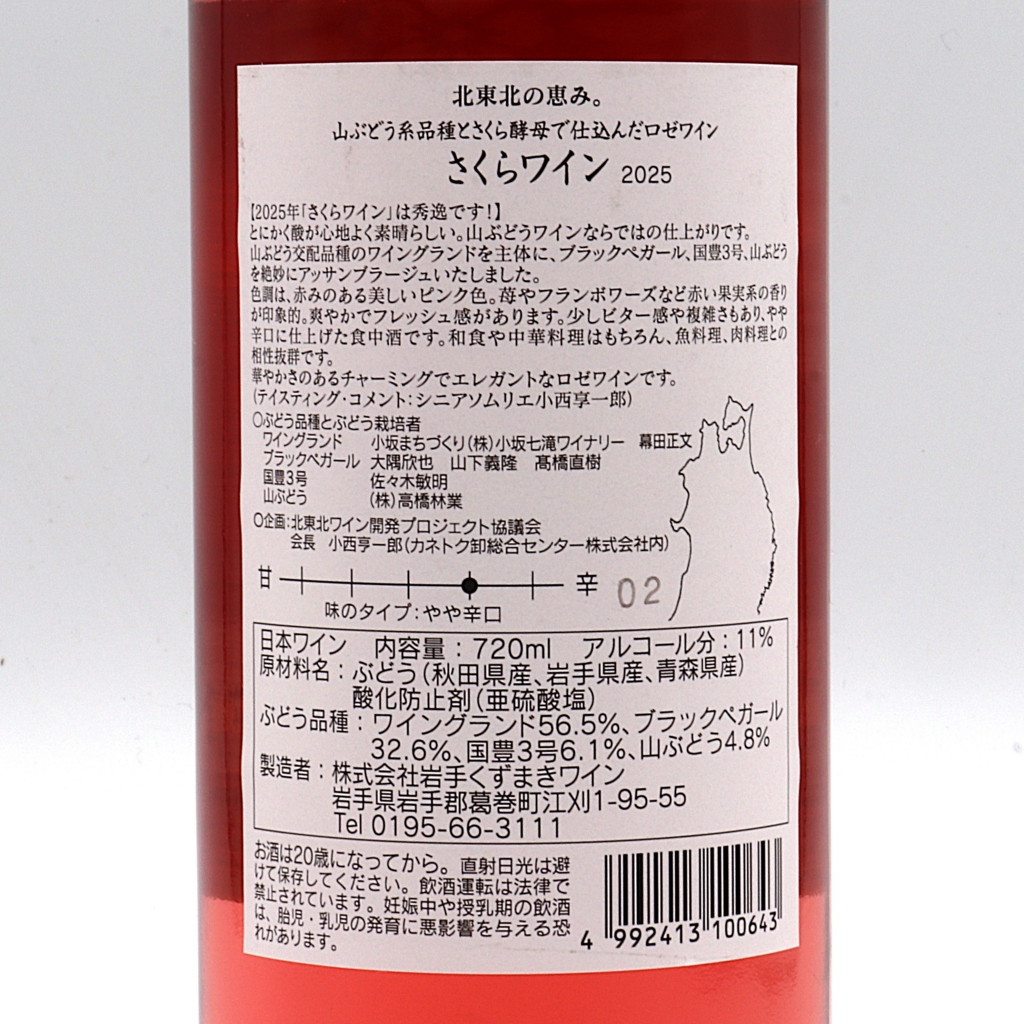 北東北の恵み。
山ぶどう系品種とさくら酵母で仕込んだロゼワイン
さくらワイン 2025
【2025年「さくらワイン」は秀逸です！】
とにかく酸が心地よく素晴らしい。山ぶどうワインならではの仕上がりです。
山ぶどう交配品種のワイングランドを主体に、ブラックペガール、国豊3号、山ぶどう
を絶妙にアッサンブラージュいたしました。
色調は、赤みのある美しいピンク色。苺やフランボワーズなど赤い果実系の香り
が印象的。爽やかでフレッシュ感があります。少しビター感や複雑さもあり、やや
辛口に仕上げた食中酒です。和食や中華料理はもちろん、魚料理、肉料理との
相性抜群です。
華やかさのあるチャーミングでエレガントなロゼワインです。
(テイスティング・コメント：シニアソムリエ小西享一郎)
○ぶどう品種とぶどう栽培者
ワイングランド 小坂まちづくり(株)小坂七滝ワイナリー 幕田正文
ブラックペガール 大隅欣也 山下義隆 髙橋直樹
国豊3号 佐々木敏明
山ぶどう (株)高橋林業
○企画：北東北ワイン開発プロジェクト協議会
会長 小西亨一郎(カネトク卸総合センター株式会社内)
甘 辛 02
味のタイプ：やや辛口
日本ワイン 内容量：720ml アルコール分：11%
原材料名：ぶどう(秋田県産、岩手県産、青森県産)
酸化防止剤(亜硫酸塩)
ぶどう品種：ワイングランド56.5%、ブラックペガール
32.6%、国豊3号6.1%、山ぶどう4.8%
製造者：株式会社岩手くずまきワイン
岩手県岩手郡葛巻町江刈1-95-55
Tel 0195-66-3111
お酒は20歳になってから。直射日光は避
けて保存してください。飲酒運転は法律で
禁止されています。妊娠中や授乳期の飲酒
は、胎児・乳児の発育に悪影響を与える恐
れがあります。
4 992413 100643